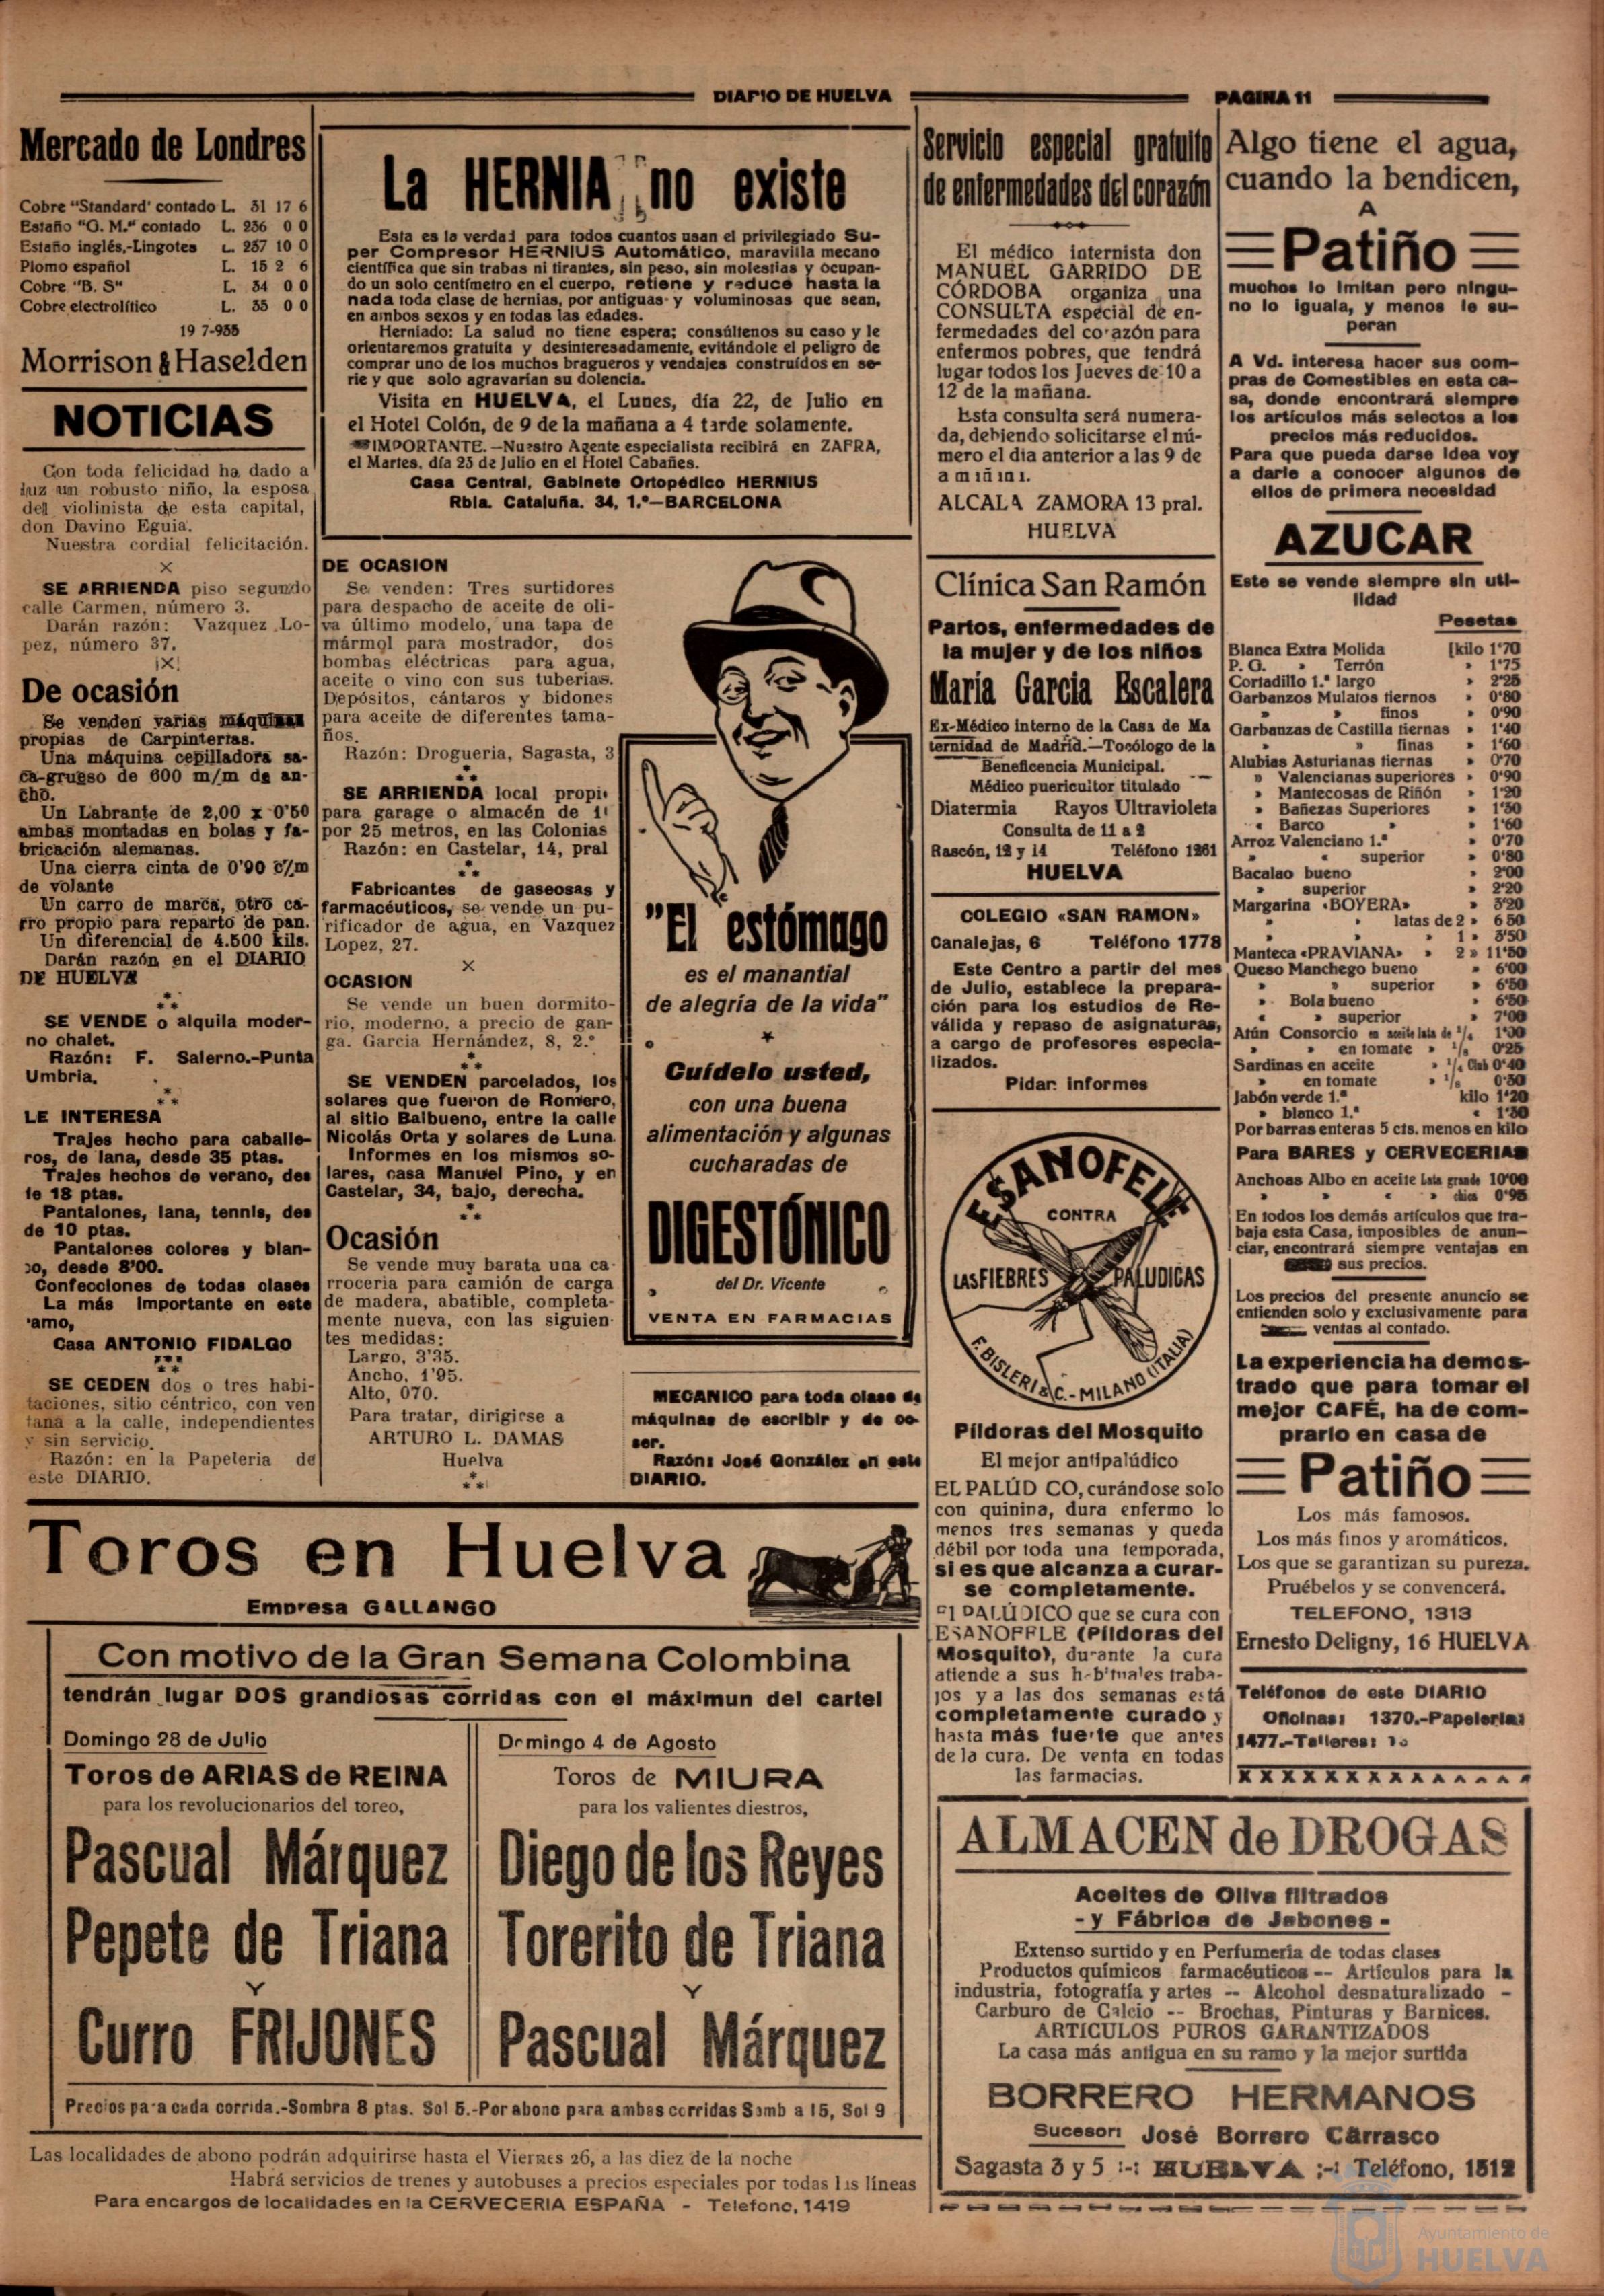 DIARIO DE HUELVA
PAGINA 11
Mercado de Londres
Cobre "Standard' contado L. 31 17 6
Estaño "G. M." contado L. 236 0 0
Estaño inglés,-Lingotes L. 237 10 0
Plomo español L. 15 2 6
Cobre "B. S" L. 34 0 0
Cobre electrolítico L. 35 0 0
19 7-935
Morrison & Haselden
NOTICIAS
Con toda felicidad ha dado a
luz un robusto niño, la esposa
del violinista de esta capital,
don Davino Eguia.
Nuestra cordial felicitación.
×
SE ARRIENDA piso segundo
calle Carmen, número 3.
Darán razón: Vazquez Lo-
pez, número 37.
¡×!
De ocasión
Se venden varias máquinas
propias de Carpintertas.
Una máquina cepilladora sa-
ca-grueso de 600 m/m de an-
cho.
Un Labrante de 2,00 x 0'50
ambas montadas en bolas y fa-
bricación alemanas.
Una cierra cinta de 0'90 c/m
de volante
Un carro de marca, otro ca-
rro propio para reparto de pan.
Un diferencial de 4.500 kils.
Darán razón en el DIARIO
DE HUELVA
SE VENDE o alquila moder-
no chalet.
Razón: F. Salerno.-Punta
Umbria.
LE INTERESA
Trajes hecho para caballe-
ros, de lana, desde 35 ptas.
Trajes hechos de verano, des
de 18 ptas.
Pantalones, lana, tennis, des
de 10 ptas.
Pantalones colores y blan-
co, desde 8'00.
Confecciones de todas clases
La más importante en este
'amo,
Casa ANTONIO FIDALGO
SE CEDEN dos o tres habi-
taciones, sitio céntrico, con ven
tana a la calle, independientes
y sin servicio.
Razón: en la Papeleria de
este DIARIO.
La HERNIA no existe
Esta es la verdad para todos cuantos usan el privilegiado Su-
per Compresor HERNIUS Automático, maravilla mecano
científica que sin trabas ni tirantes, sin peso, sin molestias y ocupan-
do un solo centímetro en el cuerpo, retiene y reduce hasta la
nada toda clase de hernias, por antiguas y voluminosas que sean,
en ambos sexos y en todas las edades.
Herniado: La salud no tiene espera; consúltenos su caso y le
orientaremos gratuita y desinteresadamente, evitándole el peligro de
comprar uno de los muchos bragueros y vendajes construídos en se-
rie y que solo agravarían su dolencia.
Visita en HUELVA, el Lunes, día 22, de Julio en
el Hotel Colón, de 9 de la mañana a 4 tarde solamente.
IMPORTANTE.-Nuestro Agente especialista recibirá en ZAFRA,
el Martes, día 23 de Julio en el Hotel Cabañes.
Casa Central, Gabinete Ortopédico HERNIUS
Rbla. Cataluña. 34, 1.º-BARCELONA
DE OCASION
Se venden: Tres surtidores
para despacho de aceite de oli-
va último modelo, una tapa de
mármol para mostrador, dos
bombas eléctricas para agua,
aceite o vino con sus tuberias.
Depósitos, cántaros y bidones
para aceite de diferentes tama-
ños.
Razón: Drogueria, Sagasta, 3
SE ARRIENDA local propi
para garage o almacén de 1
por 25 metros, en las Colonias
Razón: en Castelar, 14, pral
Fabricantes de gaseosas y
farmacéuticos, se vende un pu-
rificador de agua, en Vazquez
Lopez, 27.
×
OCASION
Se vende un buen dormito-
rio, moderno, a precio de gan-
ga. Garcia Hernández, 8, 2.º
SE VENDEN parcelados, los
solares que fueron de Romero,
al sitio Balbueno, entre la calle
Nicolás Orta y solares de Luna.
Informes en los mismos so-
lares, casa Manuel Pino, y en
Castelar, 34, bajo, derecha.
Ocasión
Se vende muy barata una ca-
rroceria para camión de carga
de madera, abatible, completa-
mente nueva, con las siguien-
tes medidas:
Largo, 3'35.
Ancho, 1'95.
Alto, 070.
Para tratar, dirigirse a
ARTURO L. DAMAS
Huelva
"El estómago
es el manantial
de alegría de la vida"
Cuídelo usted,
con una buena
alimentación y algunas
cucharadas de
DIGESTÓNICO
del Dr. Vicente
VENTA EN FARMACIAS
MECANICO para toda clase de
máquinas de escribir y de co-
ser.
Razón: José González en este
DIARIO.
Servicio especial gratuito
de enfermedades del corazón
El médico internista don
MANUEL GARRIDO DE
CÓRDOBA organiza una
CONSULTA especial de en-
fermedades del corazón para
enfermos pobres, que tendrá
lugar todos los Jueves de 10 a
12 de la mañana.
Esta consulta será numera-
da, debiendo solicitarse el nú-
mero el dia anterior a las 9 de

ALCALA ZAMORA 13 pral.
HUELVA
Clínica San Ramón
Partos, enfermedades de
la mujer y de los niños
Maria Garcia Escalera
Ex-Médico interno de la Casa de Ma
ternidad de Madrid.-Tocólogo de la
Beneficencia Municipal.
Médico puericultor titulado
Diatermia Rayos Ultravioleta
Consulta de 11 a 2
Rascón, 12 y 14 Teléfono 1261
HUELVA
COLEGIO «SAN RAMON»
Canalejas, 6 Teléfono 1778
Este Centro a partir del mes
de Julio, establece la prepara-
ción para los estudios de Re-
válida y repaso de asignaturas,
a cargo de profesores especia-
lizados.
Pidan informes
ESANOFELE
CONTRA
LAS FIEBRES PALUDICAS
F. BISLERI & C.-MILANO (ITALIA)
Píldoras del Mosquito
El mejor antipalúdico
EL PALÚD CO, curándose solo
con quinina, dura enfermo lo
menos tres semanas y queda
débil por toda una temporada,
si es que alcanza a curar-
se completamente.
El PALÚDICO que se cura con
ESANOFELE (Píldoras del
Mosquito), durante la cura
atiende a sus habituales traba-
jos y a las dos semanas está
completamente curado y
hasta más fuerte que antes
de la cura. De venta en todas
las farmacias.
Algo tiene el agua,
cuando la bendicen,
A
Patiño
muchos lo imitan pero ningu-
no lo iguala, y menos le su-
peran
A Vd. interesa hacer sus com-
pras de Comestibles en esta ca-
sa, donde encontrará siempre
los artículos más selectos a los
precios más reducidos.
Para que pueda darse idea voy
a darle a conocer algunos de
ellos de primera necesidad
AZUCAR
Este se vende siempre sin uti-
lidad
Pesetas
Blanca Extra Molida [kilo 1'70
P. G. » Terrón » 1'75
Cortadillo 1.ª largo » 2'25
Garbanzos Mulatos tiernos » 0'80
» » finos » 0'90
Garbanzas de Castilla tiernas » 1'40
» » finas » 1'60
Alubias Asturianas tiernas » 0'70
» Valencianas superiores » 0'90
» Mantecosas de Riñón » 1'20
» Bañezas Superiores » 1'30
« Barco » » 1'60
Arroz Valenciano 1.ª » 0'70
» « superior » 0'80
Bacalao bueno » 2'00
» superior » 2'20
Margarina «BOYERA» » 3'20
» » latas de 2 » 6 50
» » » 1 » 3'50
Manteca «PRAVIANA» » 2 » 11'50
Queso Manchego bueno » 6'00
» » superior » 6'50
» Bola bueno » 6'50
« » superior » 7'00
Atún Consorcio en aceite lata de 1/4 1'00
» » en tomate » 1/8 0'25
Sardinas en aceite » 1/4 Club 0'40
» en tomate » 1/8 0'30
Jabón verde 1.ª kilo 1'20
» blanco 1.ª « 1'30
Por barras enteras 5 cts. menos en kilo
Para BARES y CERVECERIAS
Anchoas Albo en aceite Lata grande 10'00
» » « » chica 0'95
En todos los demás artículos que tra-
baja esta Casa, imposibles de anun-
ciar, encontrará siempre ventajas en
sus precios.
Los precios del presente anuncio se
entienden solo y exclusivamente para
ventas al contado.
La experiencia ha demos-
trado que para tomar el
mejor CAFÉ, ha de com-
prarlo en casa de
Patiño
Los más famosos.
Los más finos y aromáticos.
Los que se garantizan su pureza.
Pruébelos y se convencerá.
TELEFONO, 1313
Ernesto Deligny, 16 HUELVA
Teléfonos de este DIARIO
Oficinas: 1370.-Papeleria:
1477.-Talleres:
Toros en Huelva
Empresa GALLANGO
Con motivo de la Gran Semana Colombina
tendrán lugar DOS grandiosas corridas con el máximun del cartel
Domingo 28 de Julio
Toros de ARIAS de REINA
para los revolucionarios del toreo,
Pascual Márquez
Pepete de Triana
Y
Curro FRIJONES
Domingo 4 de Agosto
Toros de MIURA
para los valientes diestros,
Diego de los Reyes
Torerito de Triana
Y
Pascual Márquez
Precios para cada corrida.-Sombra 8 ptas. Sol 5.-Por abono para ambas corridas Somb a 15, Sol 9
Las localidades de abono podrán adquirirse hasta el Viernes 26, a las diez de la noche
Habrá servicios de trenes y autobuses a precios especiales por todas las líneas
Para encargos de localidades en la CERVECERIA ESPAÑA - Telefono, 1419
ALMACEN de DROGAS
Aceites de Oliva filtrados
- y Fábrica de Jabones -
Extenso surtido y en Perfumería de todas clases
Productos químicos farmacéuticos -- Artículos para la
industria, fotografía y artes -- Alcohol desnaturalizado -
Carburo de Calcio -- Brochas, Pinturas y Barnices.
ARTICULOS PUROS GARANTIZADOS
La casa más antigua en su ramo y la mejor surtida
BORRERO HERMANOS
Sucesor: José Borrero Carrasco
Sagasta 3 y 5 :-: HUELVA :-: Teléfono, 1512
Ayuntamiento de
HUELVA